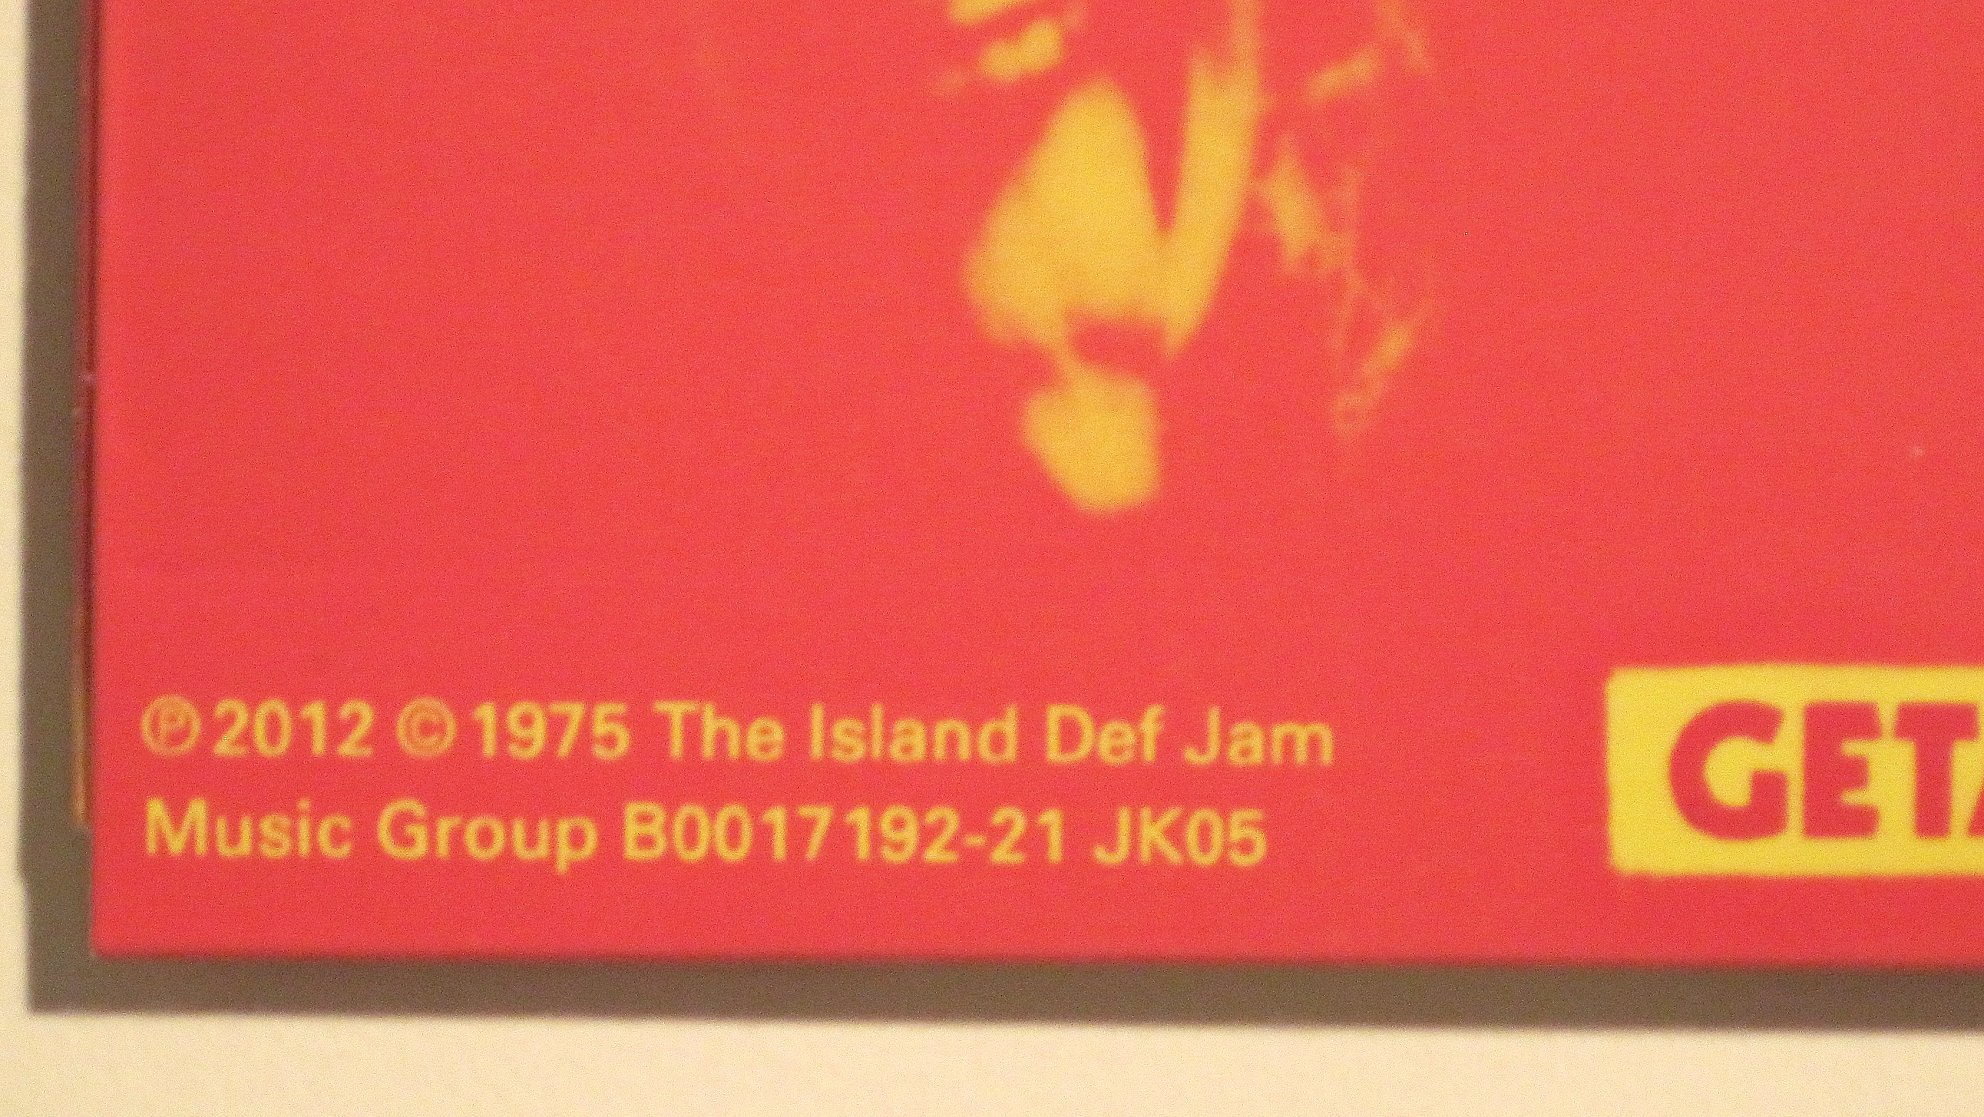 ℗ 2012 © 1975 The Island Def Jam
Music Group B0017192-21 JK05
GET